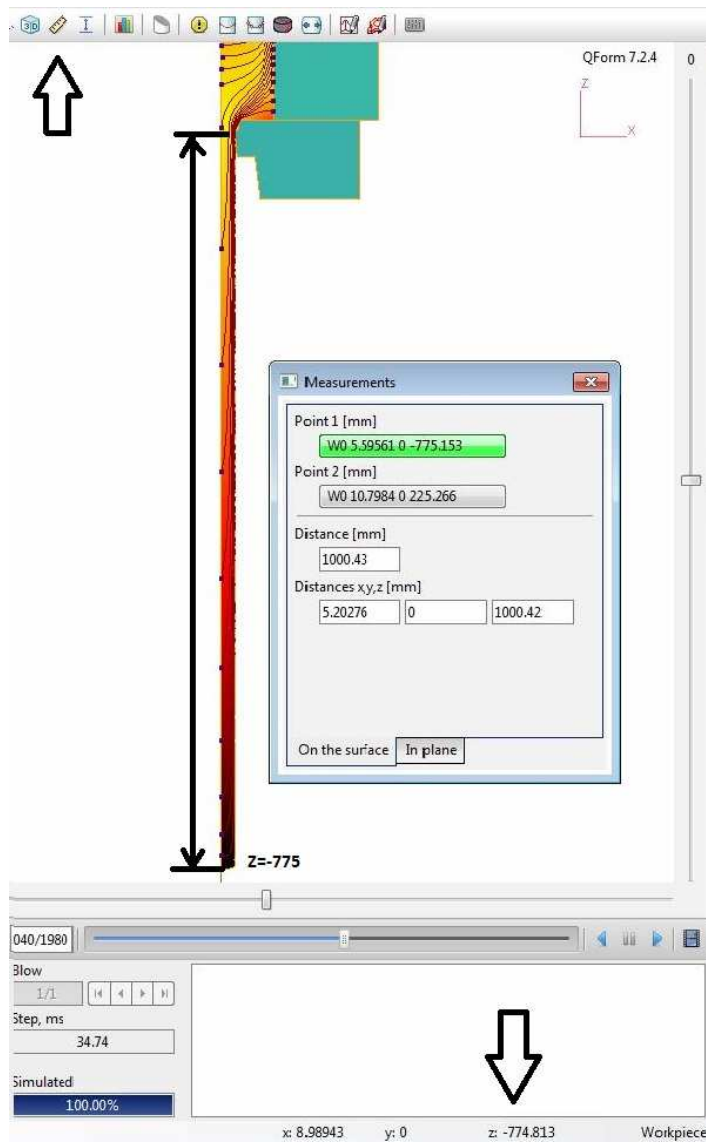 3D
QForm 7.2.4
0
Z
X
Measurements
Point 1 [mm]
W0 5.59561 0 -775.153
Point 2 [mm]
W0 10.7984 0 225.266
Distance [mm]
1000.43
Distances x,y,z [mm]
5.20276 0 1000.42
On the surface In plane
Z=-775
040/1980
Blow
1/1
Step, ms
34.74
Simulated
100.00%
x: 8.98943 y: 0 z: -774.813 Workpiece